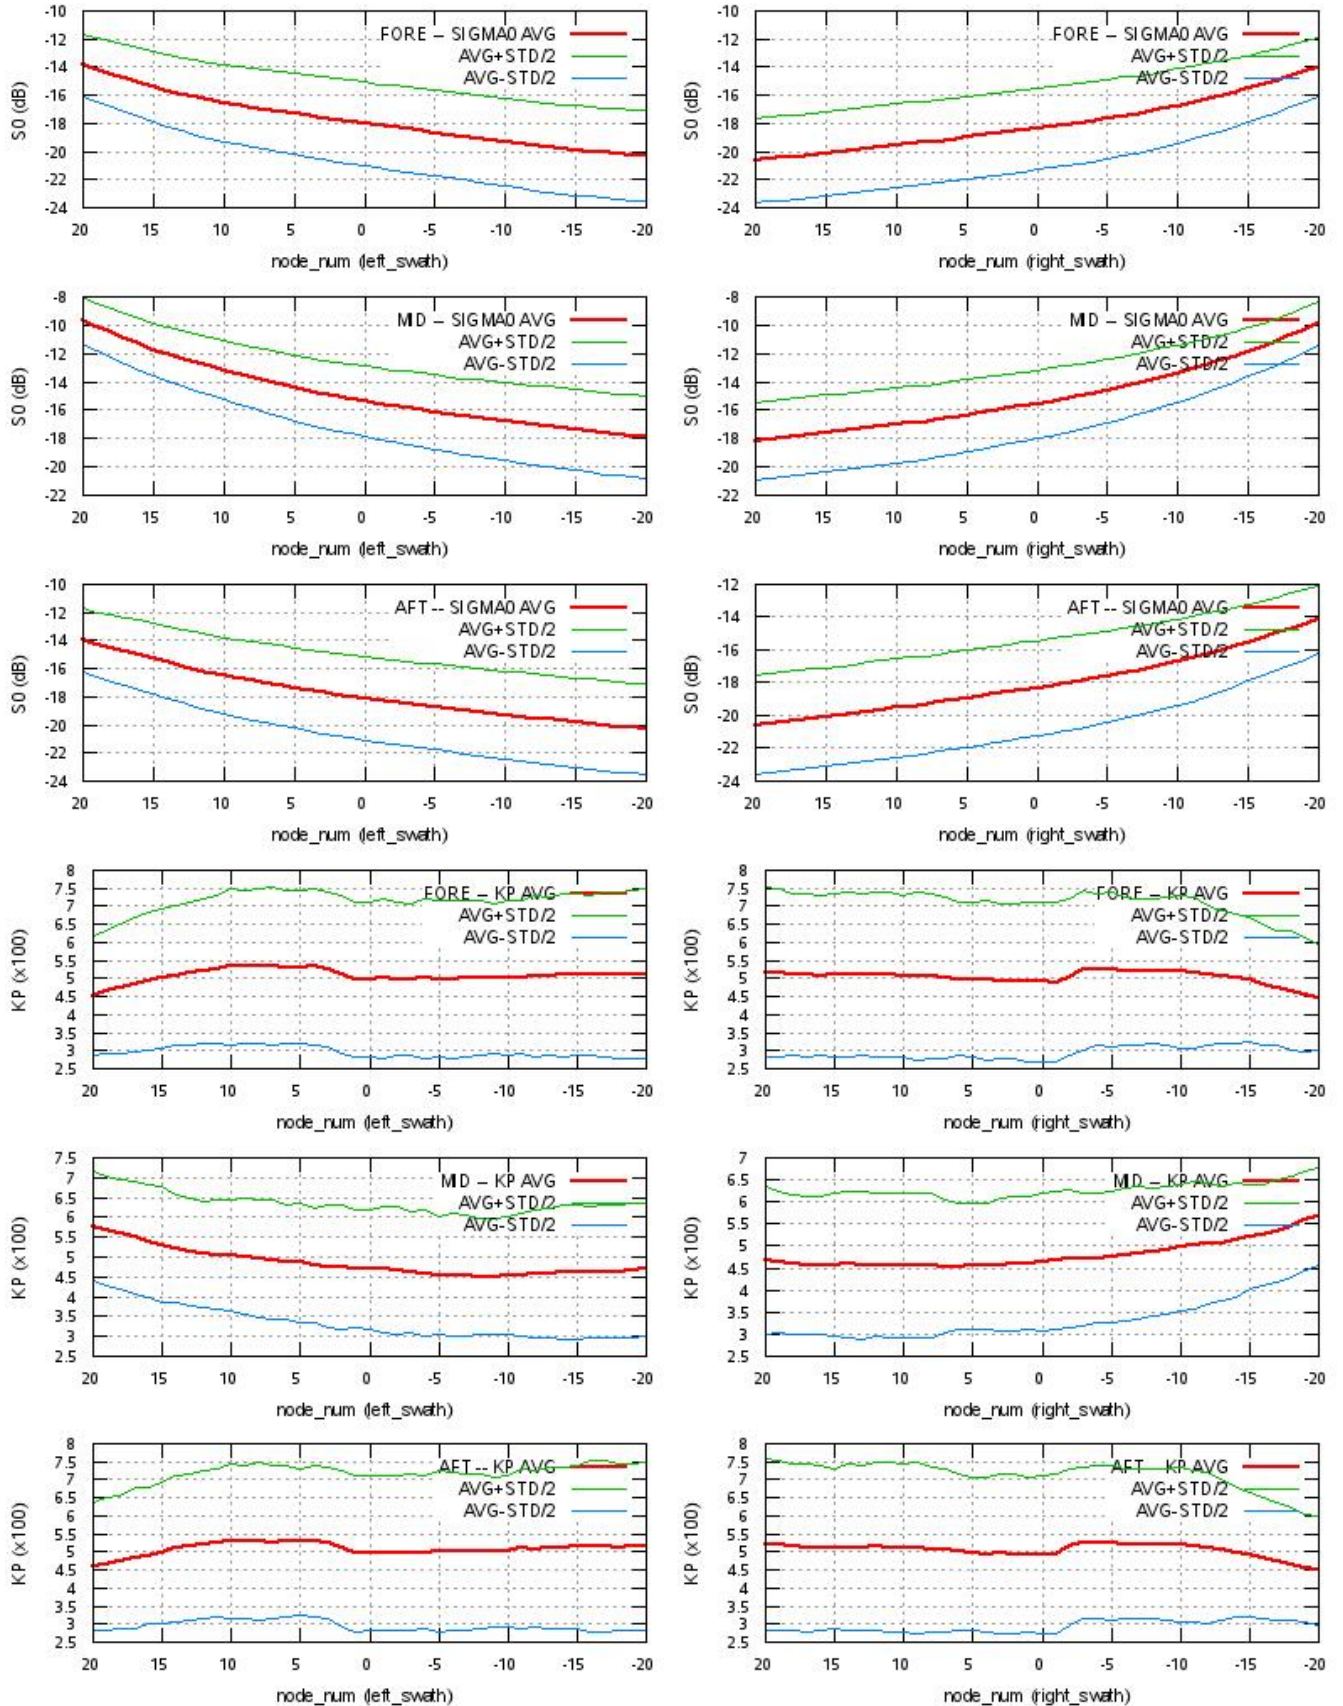 -10
-12
-14
-16
-18
-20
-22
-24
S0 (dB)
FORE -- SIGMA0 AVG
AVG+STD/2
AVG-STD/2
20 15 10 5 0 -5 -10 -15 -20
node_num (left_swath)
-10
-12
-14
-16
-18
-20
-22
-24
S0 (dB)
FORE -- SIGMA0 AVG
AVG+STD/2
AVG-STD/2
20 15 10 5 0 -5 -10 -15 -20
node_num (right_swath)
-8
-10
-12
-14
-16
-18
-20
-22
S0 (dB)
MID -- SIGMA0 AVG
AVG+STD/2
AVG-STD/2
20 15 10 5 0 -5 -10 -15 -20
node_num (left_swath)
-8
-10
-12
-14
-16
-18
-20
-22
S0 (dB)
MID -- SIGMA0 AVG
AVG+STD/2
AVG-STD/2
20 15 10 5 0 -5 -10 -15 -20
node_num (right_swath)
-10
-12
-14
-16
-18
-20
-22
-24
S0 (dB)
AFT -- SIGMA0 AVG
AVG+STD/2
AVG-STD/2
20 15 10 5 0 -5 -10 -15 -20
node_num (left_swath)
-12
-14
-16
-18
-20
-22
-24
S0 (dB)
AFT -- SIGMA0 AVG
AVG+STD/2
AVG-STD/2
20 15 10 5 0 -5 -10 -15 -20
node_num (right_swath)
8
7.5
7
6.5
6
5.5
5
4.5
4
3.5
3
2.5
KP (x100)
FORE -- KP AVG
AVG+STD/2
AVG-STD/2
20 15 10 5 0 -5 -10 -15 -20
node_num (left_swath)
8
7.5
7
6.5
6
5.5
5
4.5
4
3.5
3
2.5
KP (x100)
FORE -- KP AVG
AVG+STD/2
AVG-STD/2
20 15 10 5 0 -5 -10 -15 -20
node_num (right_swath)
7.5
7
6.5
6
5.5
5
4.5
4
3.5
3
2.5
KP (x100)
MID -- KP AVG
AVG+STD/2
AVG-STD/2
20 15 10 5 0 -5 -10 -15 -20
node_num (left_swath)
7
6.5
6
5.5
5
4.5
4
3.5
3
2.5
KP (x100)
MID -- KP AVG
AVG+STD/2
AVG-STD/2
20 15 10 5 0 -5 -10 -15 -20
node_num (right_swath)
8
7.5
7
6.5
6
5.5
5
4.5
4
3.5
3
2.5
KP (x100)
AFT -- KP AVG
AVG+STD/2
AVG-STD/2
20 15 10 5 0 -5 -10 -15 -20
node_num (left_swath)
8
7.5
7
6.5
6
5.5
5
4.5
4
3.5
3
2.5
KP (x100)
AFT -- KP AVG
AVG+STD/2
AVG-STD/2
20 15 10 5 0 -5 -10 -15 -20
node_num (right_swath)